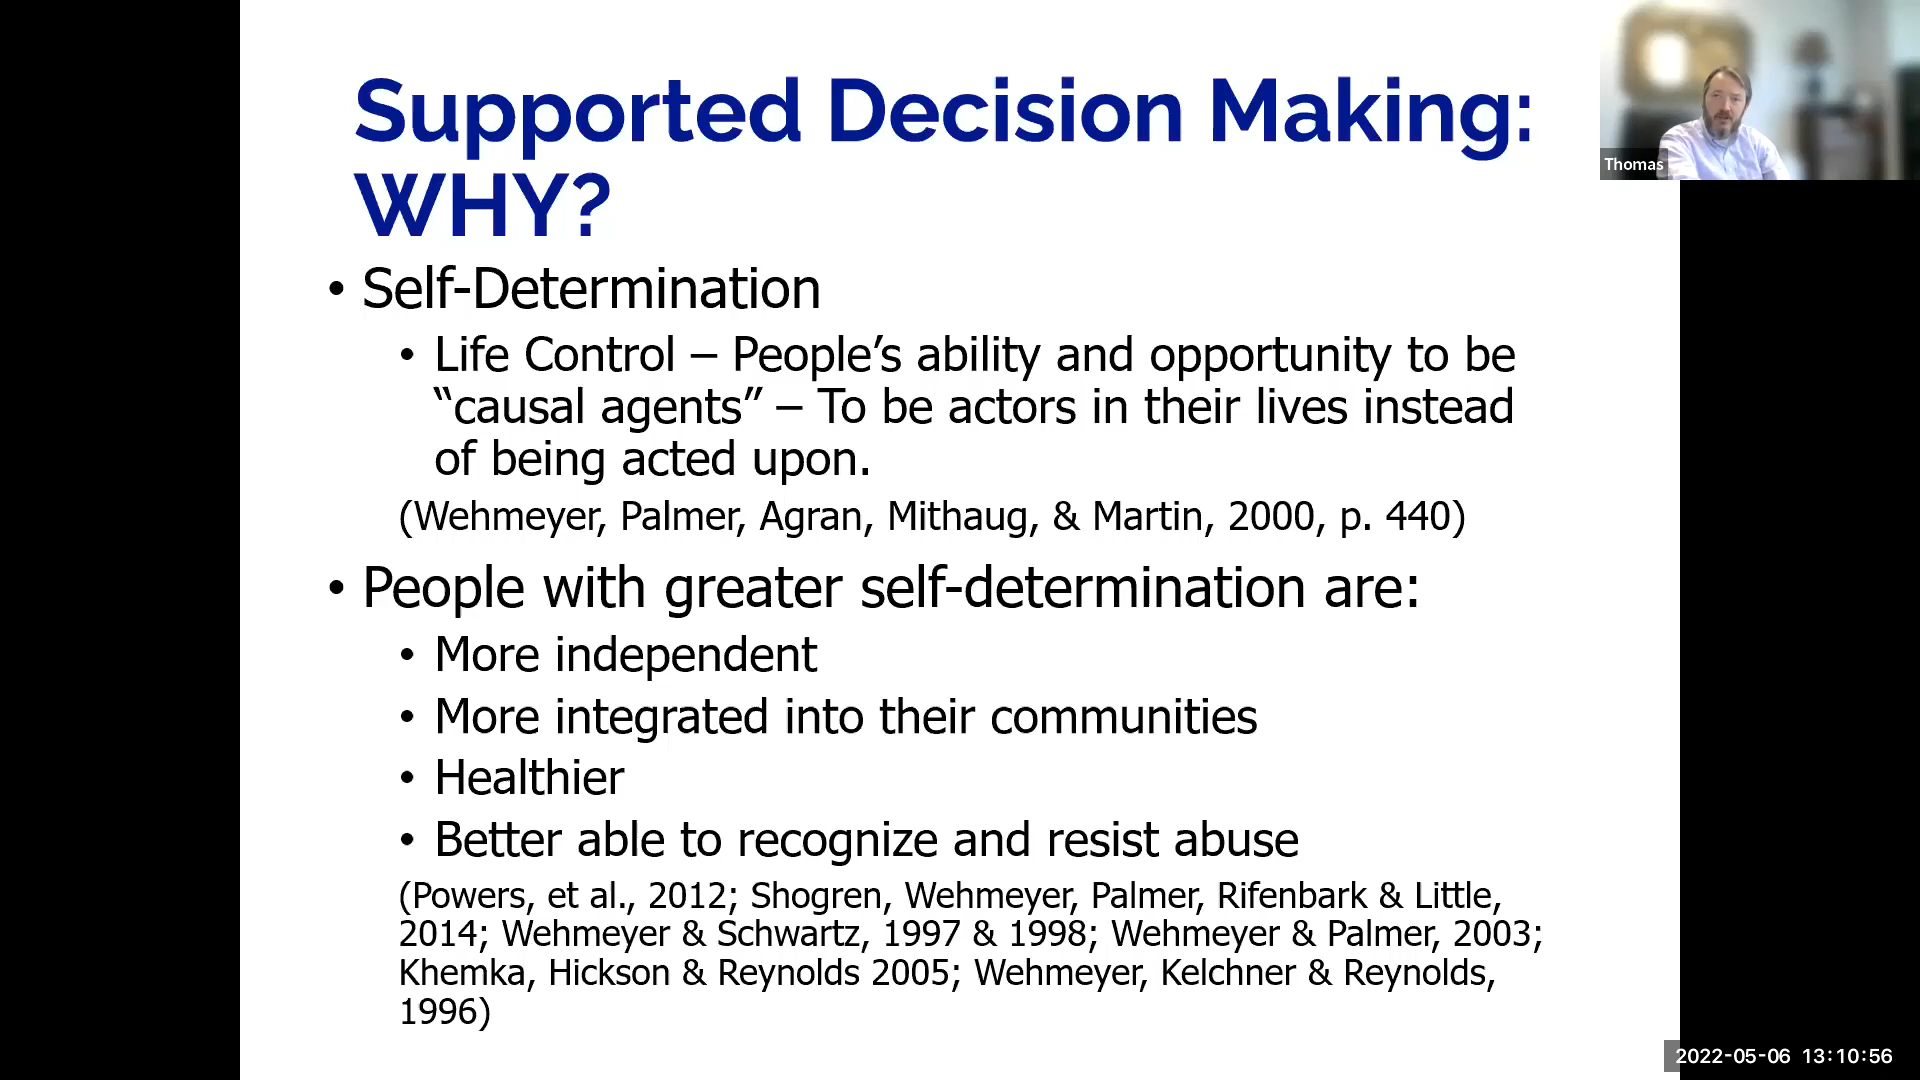 Supported Decision Making:
WHY?
• Self-Determination
• Life Control – People’s ability and opportunity to be
“causal agents” – To be actors in their lives instead
of being acted upon.
(Wehmeyer, Palmer, Agran, Mithaug, & Martin, 2000, p. 440)
• People with greater self-determination are:
• More independent
• More integrated into their communities
• Healthier
• Better able to recognize and resist abuse
(Powers, et al., 2012; Shogren, Wehmeyer, Palmer, Rifenbark & Little,
2014; Wehmeyer & Schwartz, 1997 & 1998; Wehmeyer & Palmer, 2003;
Khemka, Hickson & Reynolds 2005; Wehmeyer, Kelchner & Reynolds,
1996)
Thomas
2022-05-06 13:10:56